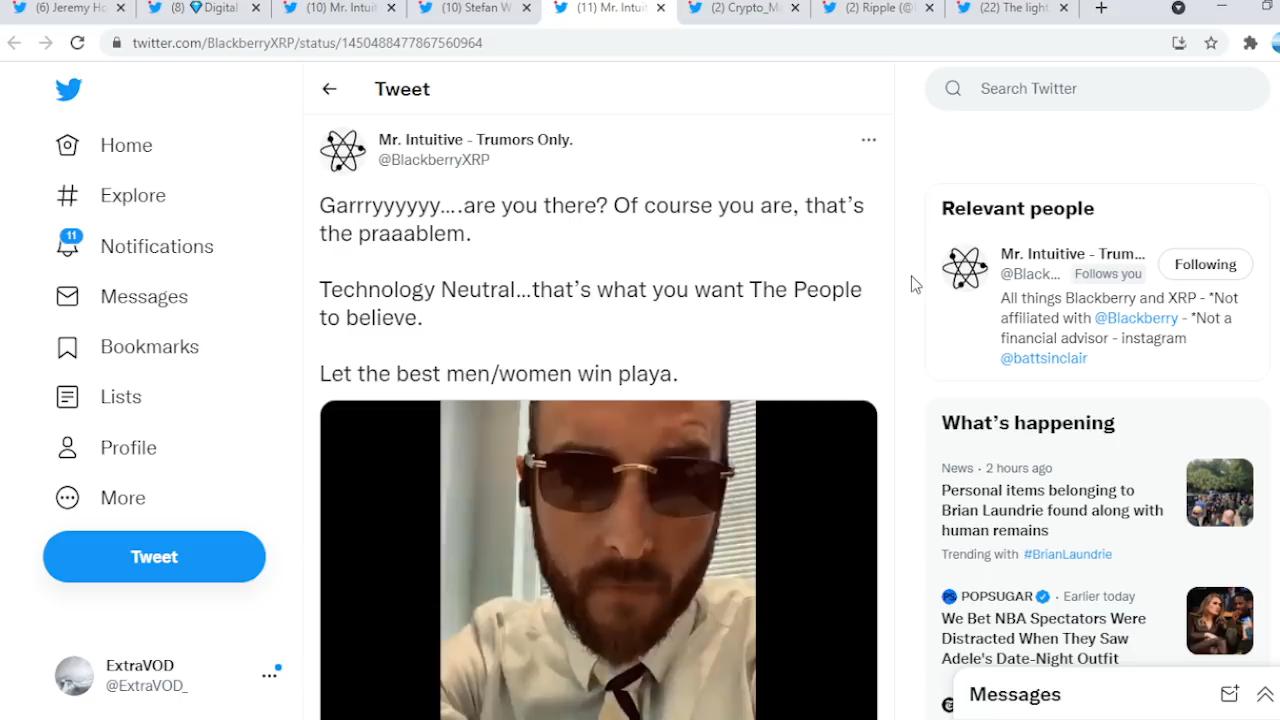 (6) Jeremy Ho
(8) 💎 Digital
(10) Mr. Intuit
(10) Stefan W
(11) Mr. Intuit
(2) Crypto_M
(2) Ripple (@
(22) The light
twitter.com/BlackberryXRP/status/1450488477867560964
Home
Explore
11
Notifications
Messages
Bookmarks
Lists
Profile
More
Tweet
ExtraVOD
@ExtraVOD_
Tweet
Mr. Intuitive - Trumors Only.
@BlackberryXRP
Garrryyyyyy....are you there? Of course you are, that’s
the praaablem.
Technology Neutral...that’s what you want The People
to believe.
Let the best men/women win playa.
Search Twitter
Relevant people
Mr. Intuitive - Trum...
@Black... Follows you
Following
All things Blackberry and XRP - *Not
affiliated with @Blackberry - *Not a
financial advisor - instagram
@battsinclair
What’s happening
News · 2 hours ago
Personal items belonging to
Brian Laundrie found along with
human remains
Trending with #BrianLaundrie
PS POPSUGAR · Earlier today
We Bet NBA Spectators Were
Distracted When They Saw
Adele's Date-Night Outfit
Messages